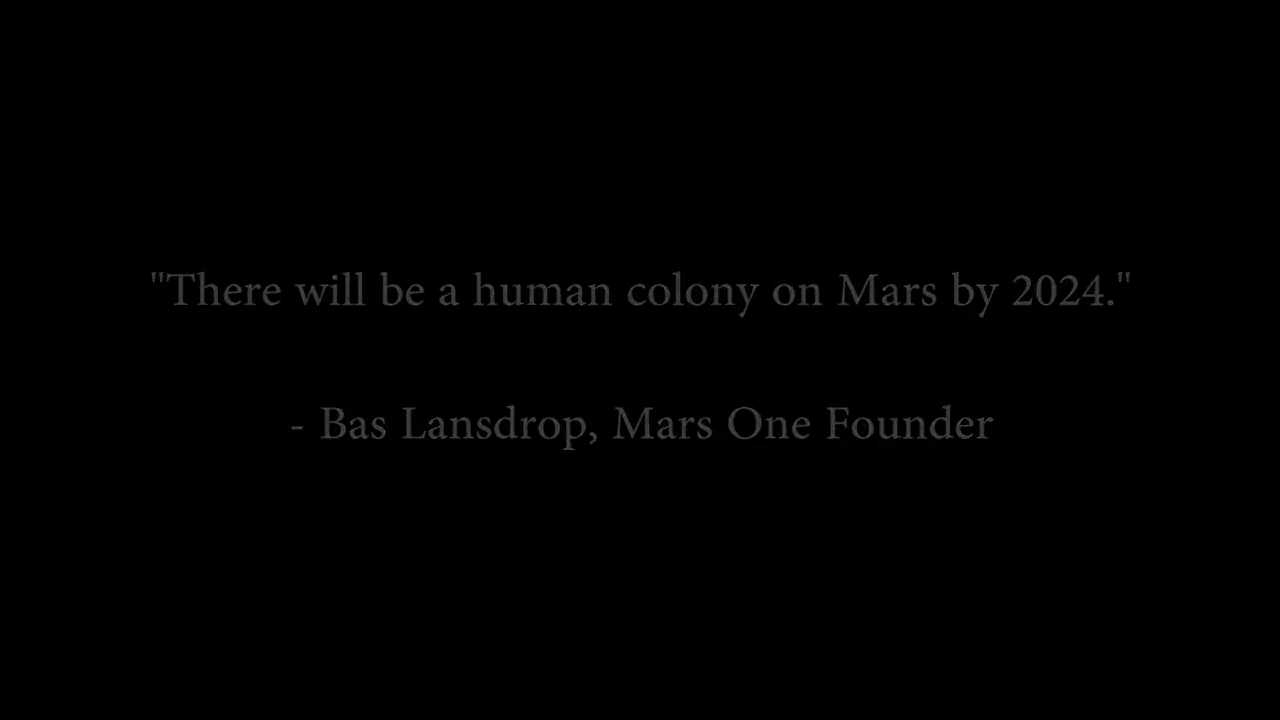 "There will be a human colony on Mars by 2024."
- Bas Lansdrop, Mars One Founder